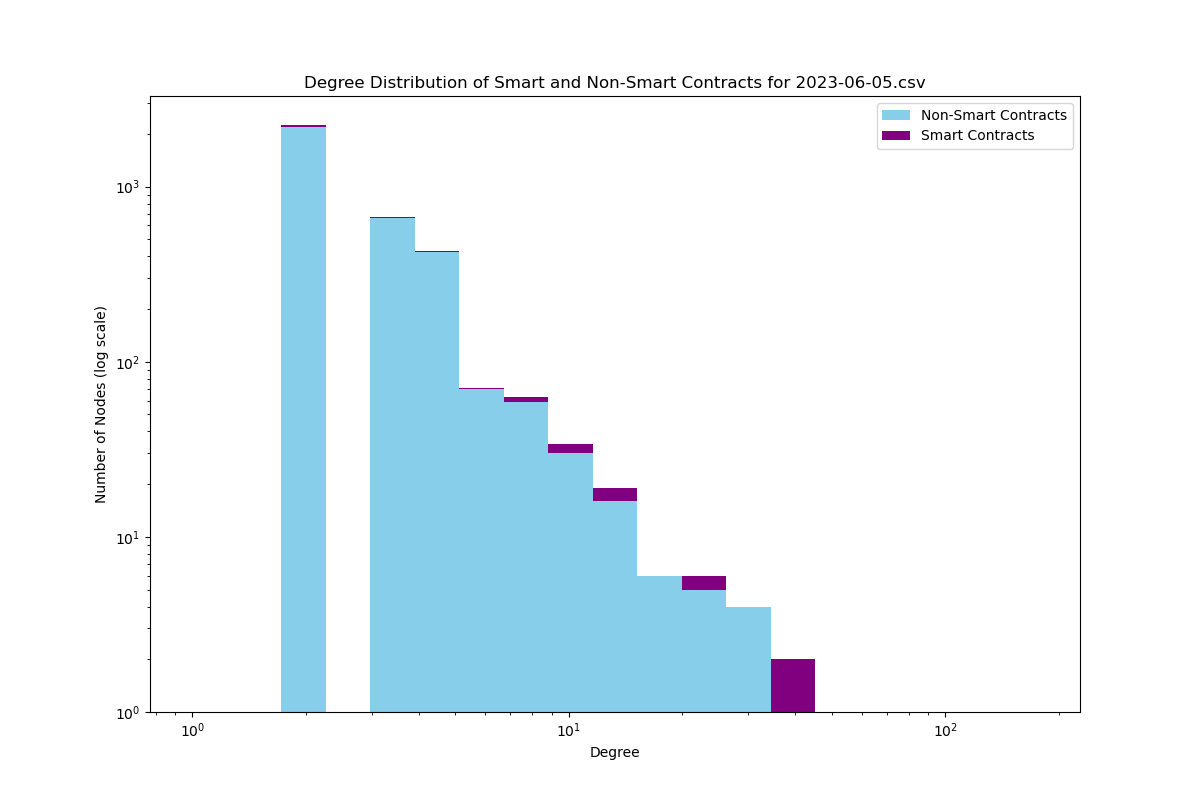 Degree Distribution of Smart and Non-Smart Contracts for 2023-06-05.csv
Non-Smart Contracts
Smart Contracts
Number of Nodes (log scale)
10³
10²
10¹
10⁰
10⁰ 10¹ 10²
Degree